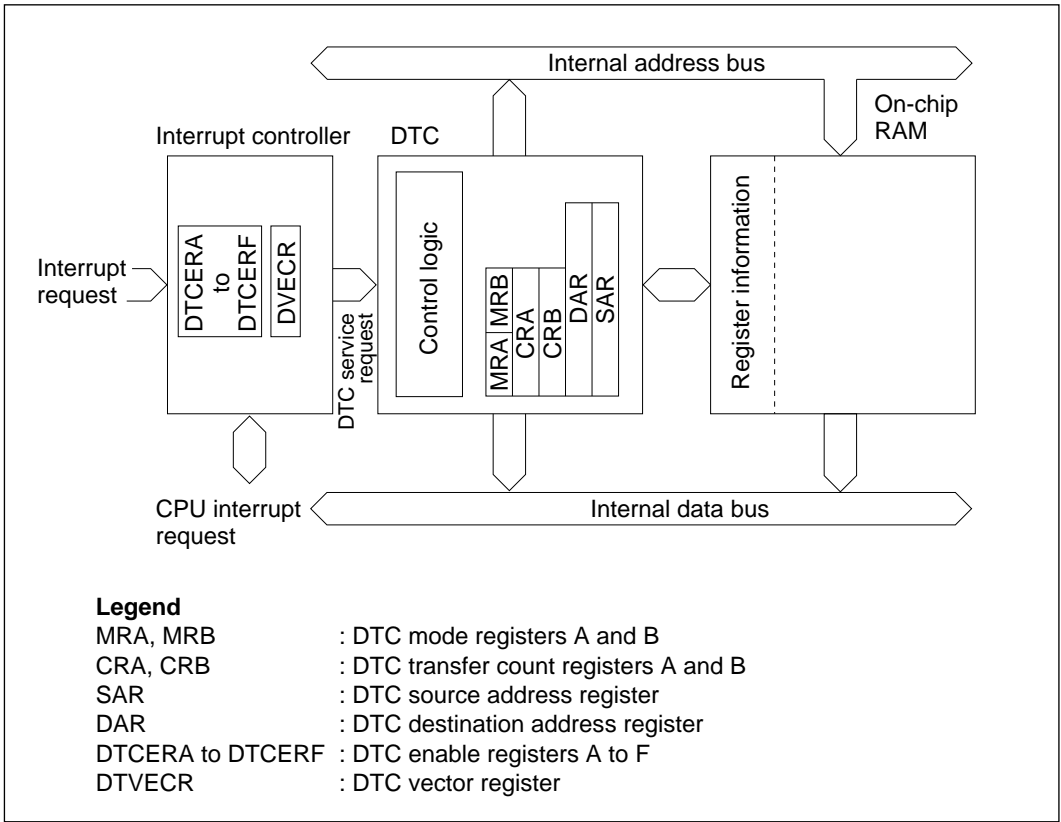 Internal address bus
On-chip
RAM
Interrupt controller
DTC
Interrupt
request
DTCERA
to
DTCERF
DVECR
DTC service
request
Control logic
MRA
MRB
CRA
CRB
DAR
SAR
Register information
CPU interrupt
request
Internal data bus
Legend
MRA, MRB : DTC mode registers A and B
CRA, CRB : DTC transfer count registers A and B
SAR : DTC source address register
DAR : DTC destination address register
DTCERA to DTCERF : DTC enable registers A to F
DTVECR : DTC vector register